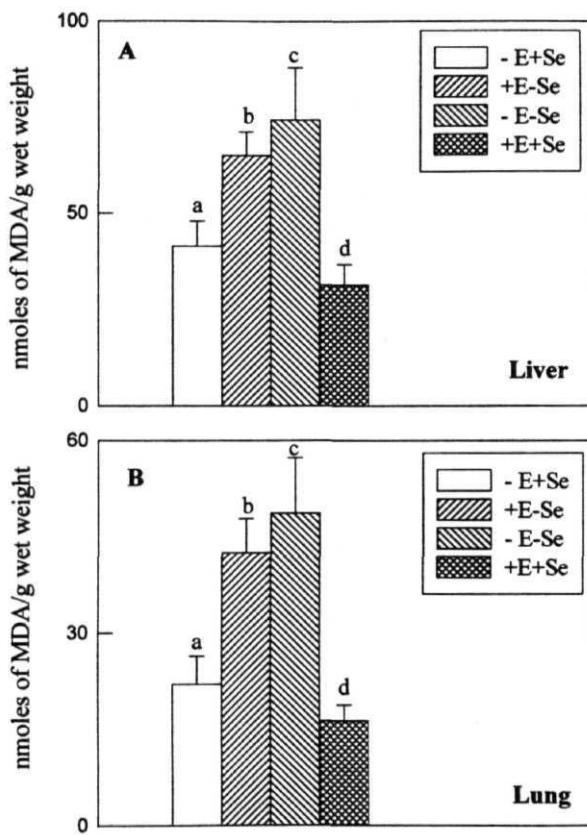 nmoles of MDA/g wet weight
100
50
0
A
a
b
c
d
- E+Se
+E-Se
- E-Se
+E+Se
Liver
nmoles of MDA/g wet weight
60
30
0
B
a
b
c
d
- E+Se
+E-Se
- E-Se
+E+Se
Lung